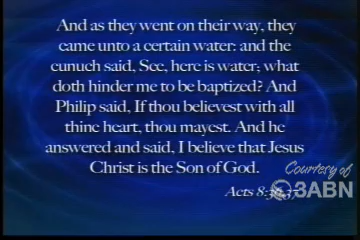 And as they went on their way, they
came unto a certain water: and the
eunuch said, See, here is water; what
doth hinder me to be baptized? And
Philip said, If thou believest with all
thine heart, thou mayest. And he
answered and said, I believe that Jesus
Christ is the Son of God.
Courtesy of
Acts 8:36,37
3ABN